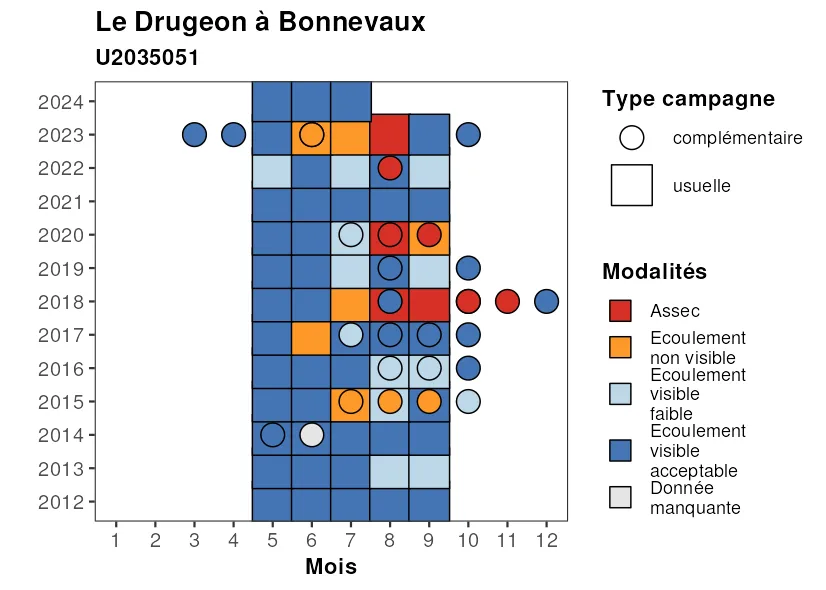 Le Drugeon à Bonnevaux
U2035051
2024
2023
2022
2021
2020
2019
2018
2017
2016
2015
2014
2013
2012
1 2 3 4 5 6 7 8 9 10 11 12
Mois
Type campagne
complémentaire
usuelle
Modalités
Assec
Ecoulement
non visible
Ecoulement
visible
faible
Ecoulement
visible
acceptable
Donnée
manquante